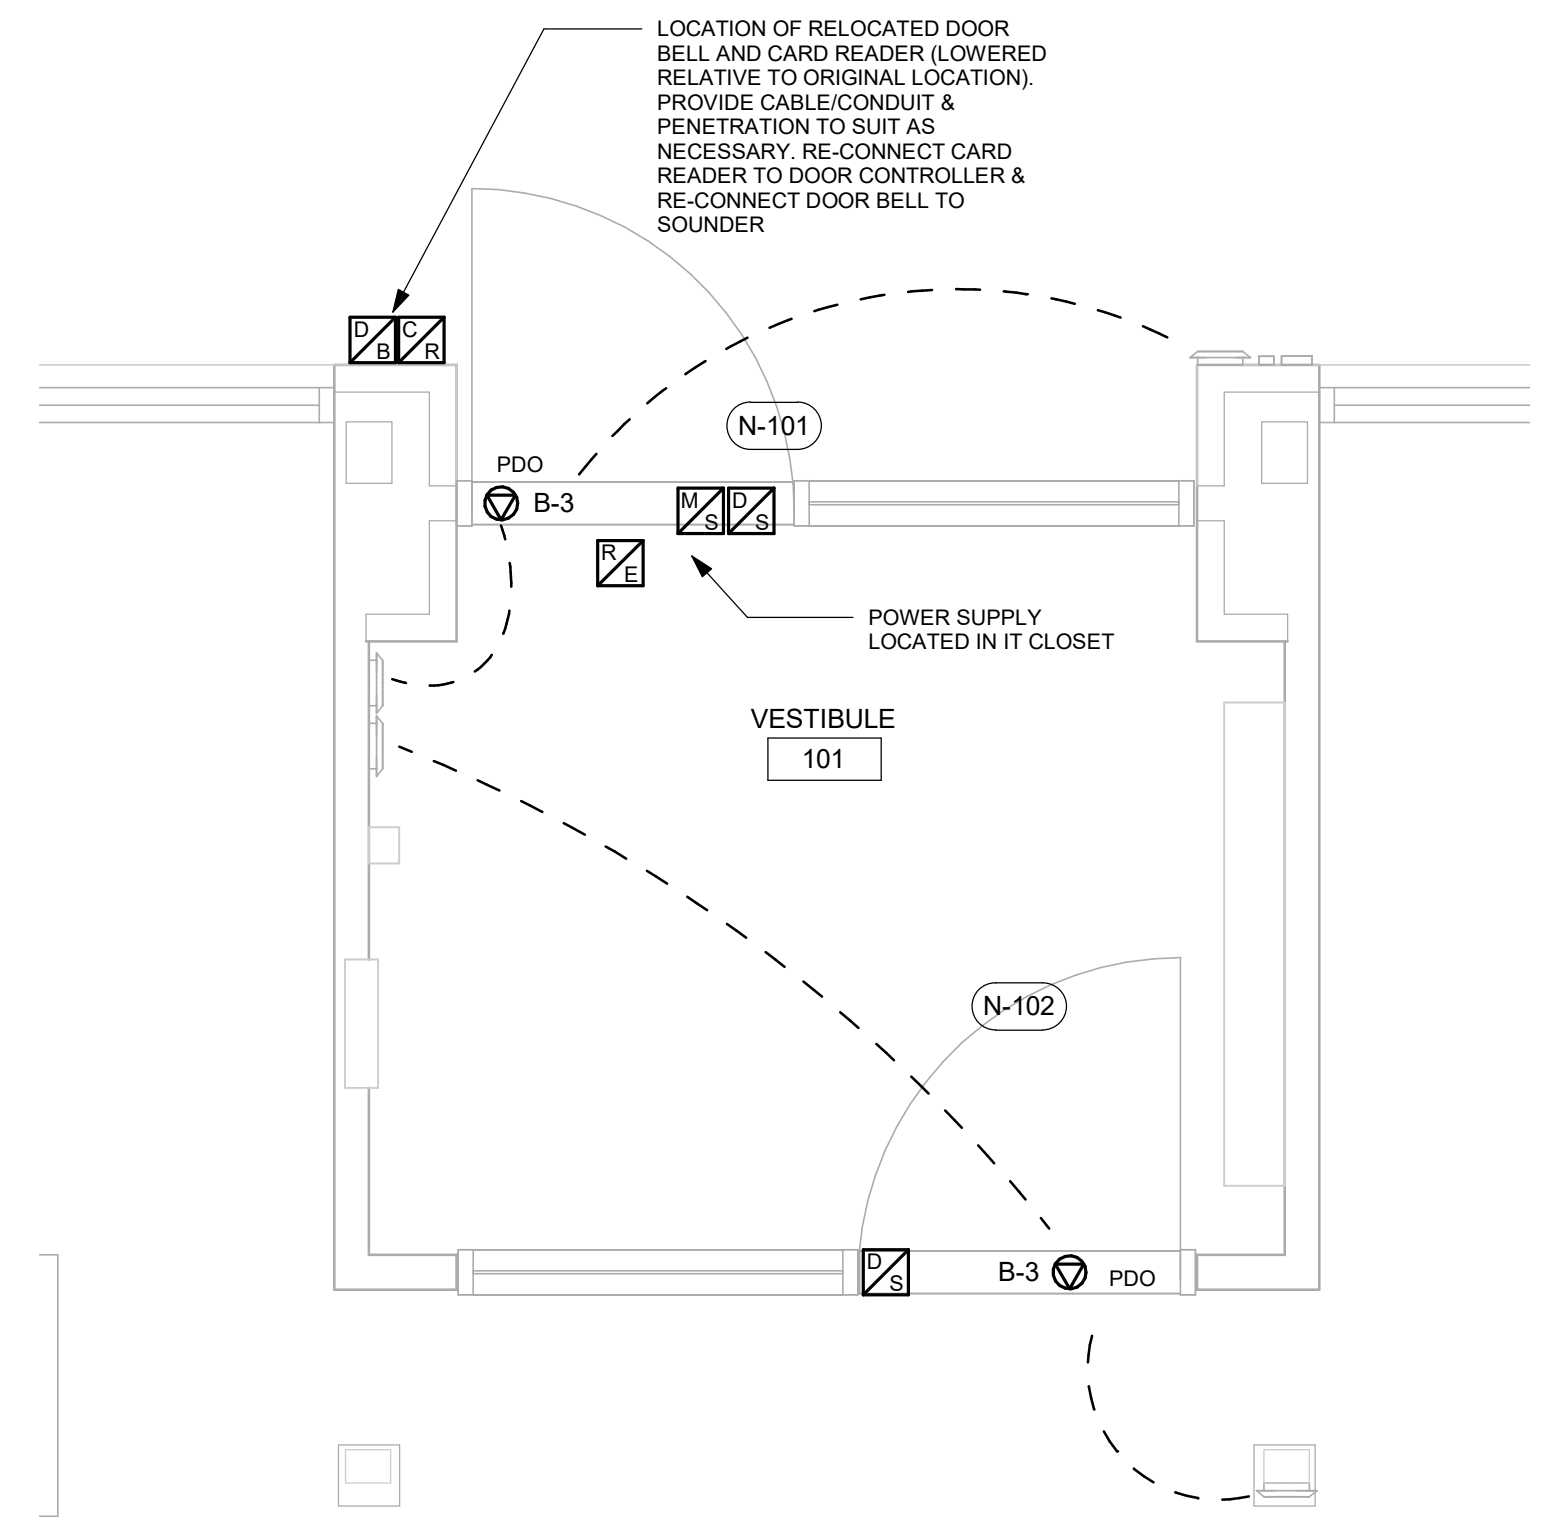 LOCATION OF RELOCATED DOOR
BELL AND CARD READER (LOWERED
RELATIVE TO ORIGINAL LOCATION).
PROVIDE CABLE/CONDUIT &
PENETRATION TO SUIT AS
NECESSARY. RE-CONNECT CARD
READER TO DOOR CONTROLLER &
RE-CONNECT DOOR BELL TO
SOUNDER
D
B
C
R
N-101
PDO
B-3
M
S
D
S
R
E
POWER SUPPLY
LOCATED IN IT CLOSET
VESTIBULE
101
N-102
D
S
B-3
PDO